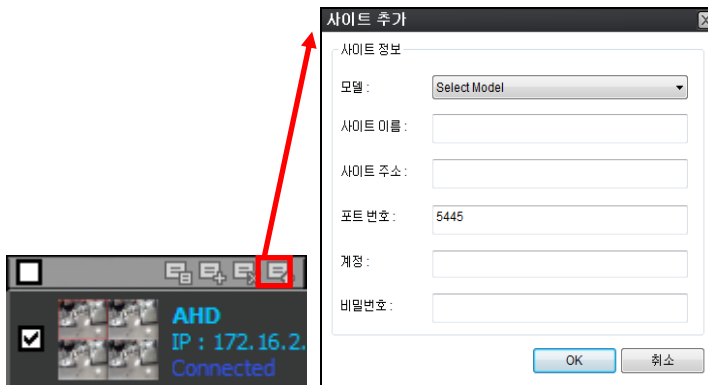 사이트 추가
사이트 정보
모델 :
Select Model
사이트 이름 :
사이트 주소 :
포트 번호 :
5445
계정 :
비밀번호 :
OK
취소
AHD
IP : 172.16.2.
Connected